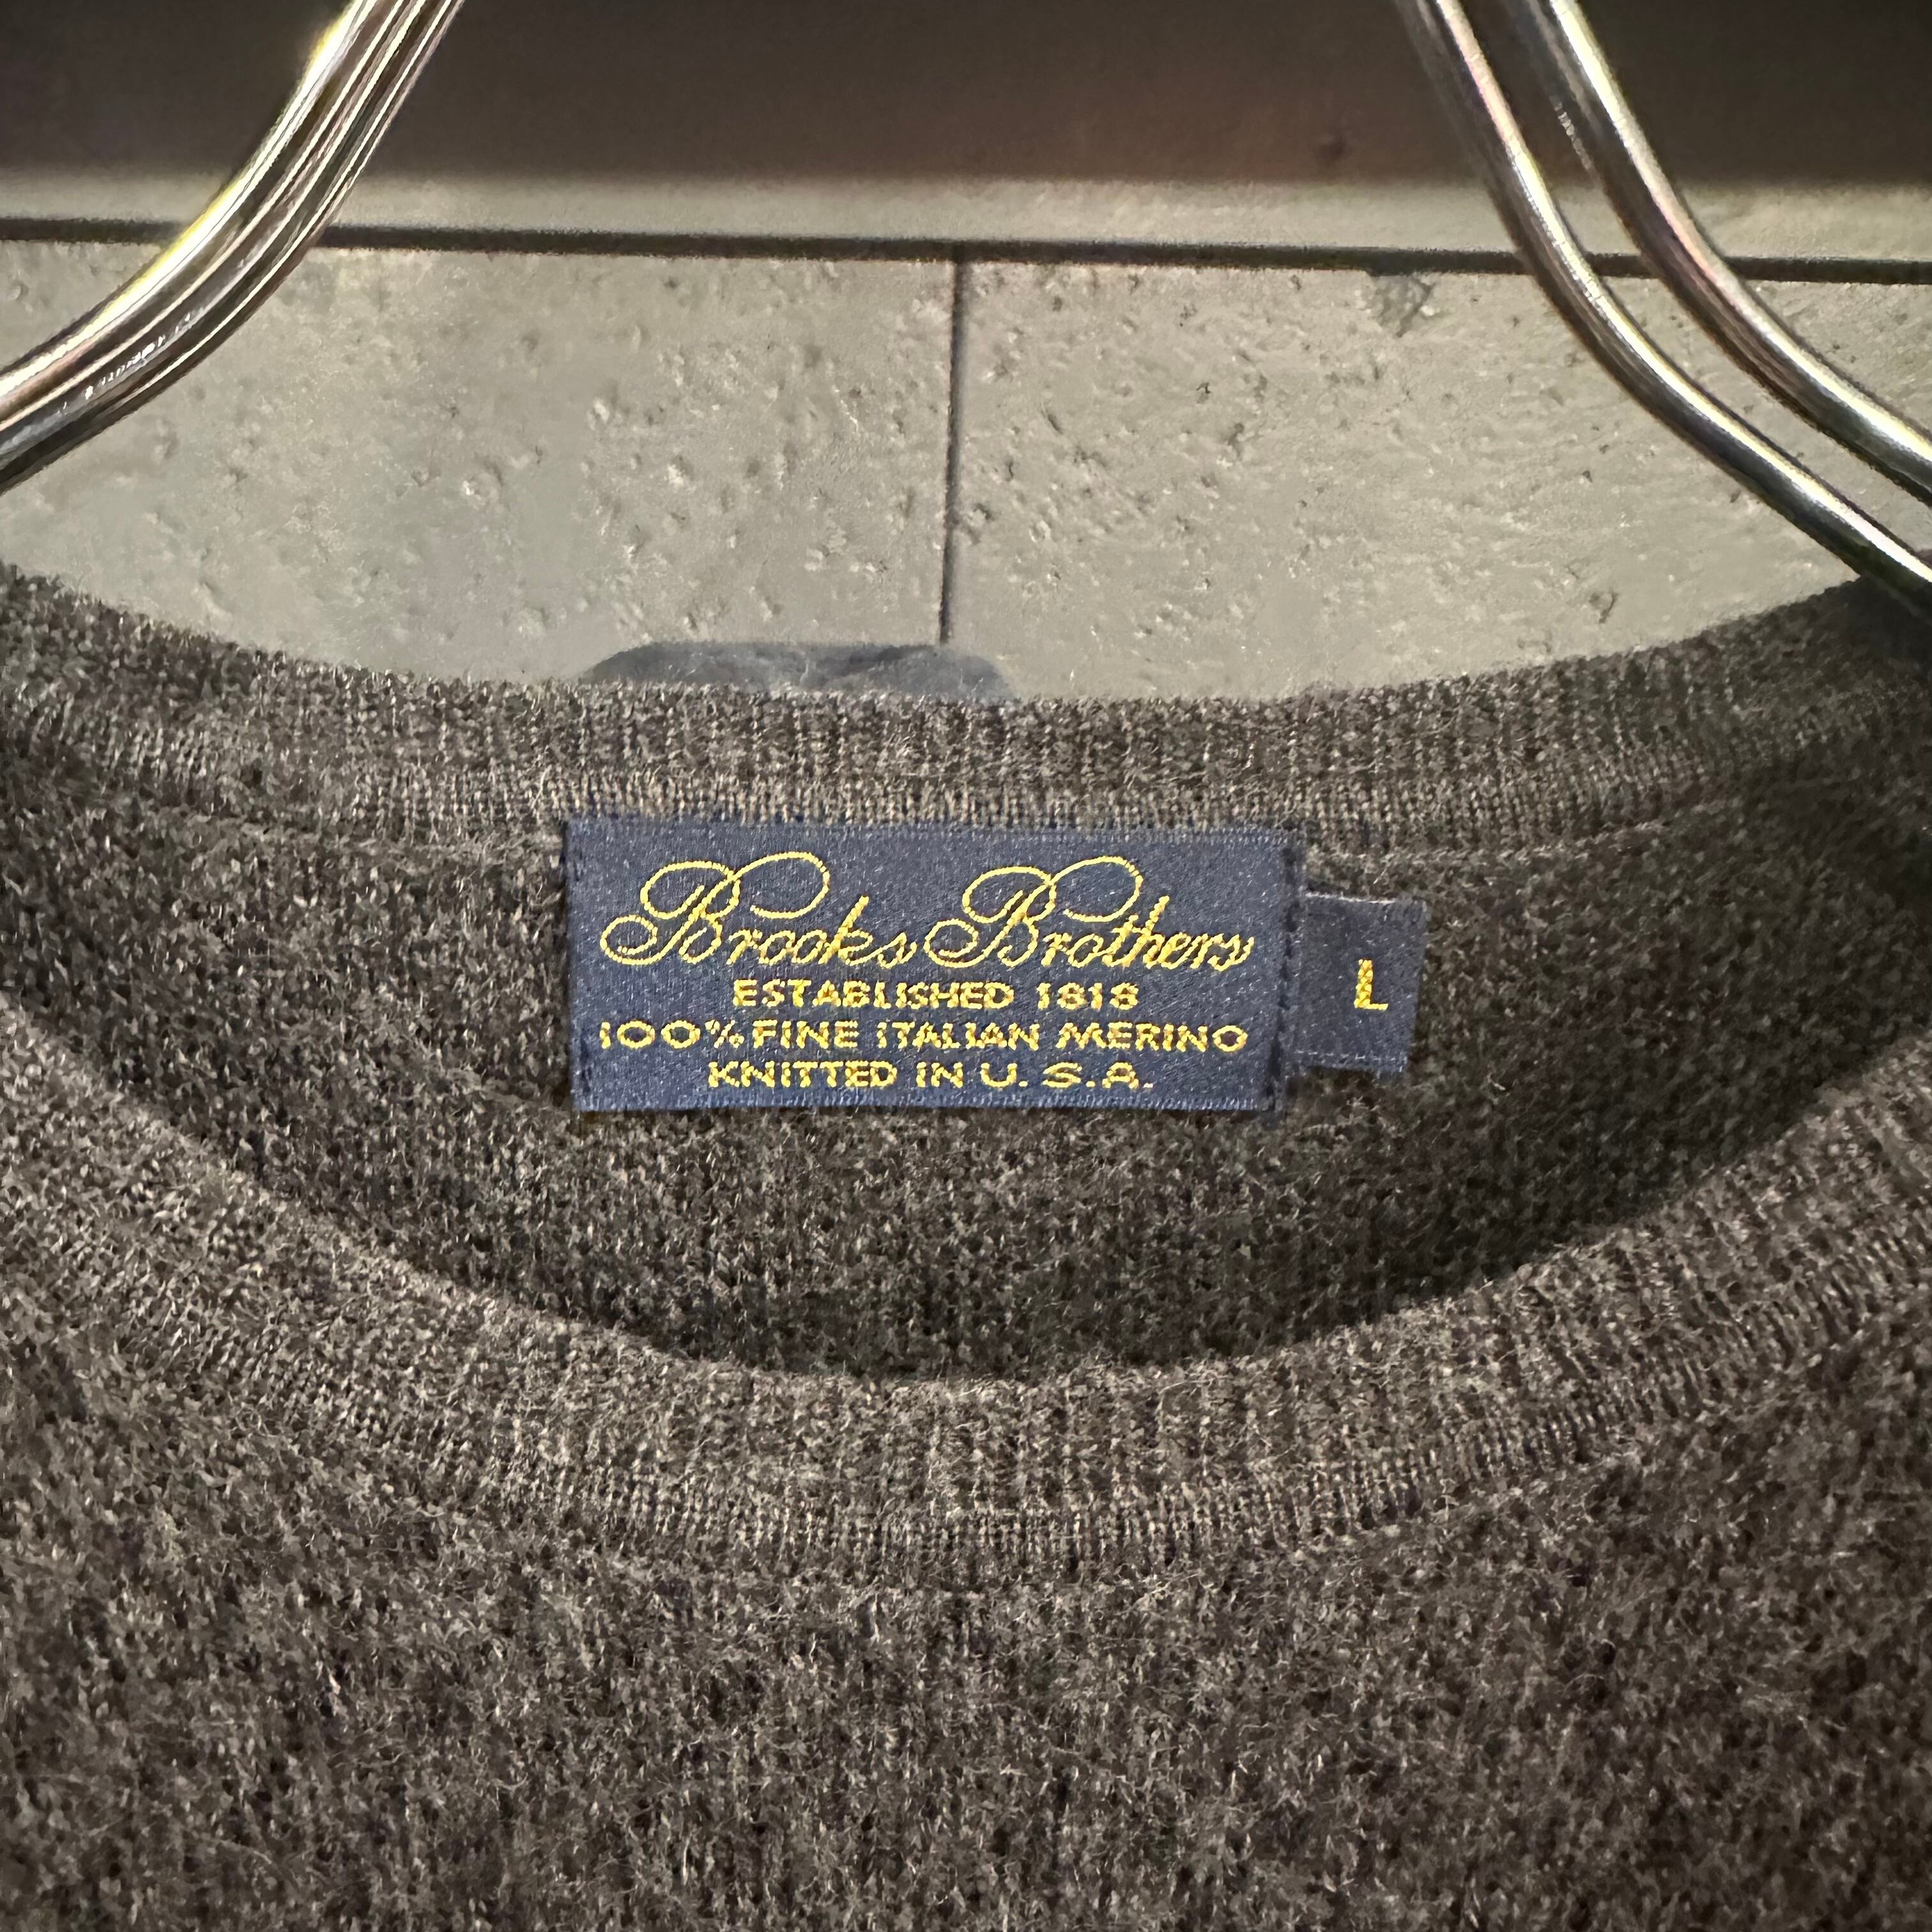 Brooks Brothers
ESTABLISHED 1818
100% FINE ITALIAN MERINO
KNITTED IN U.S.A.
L